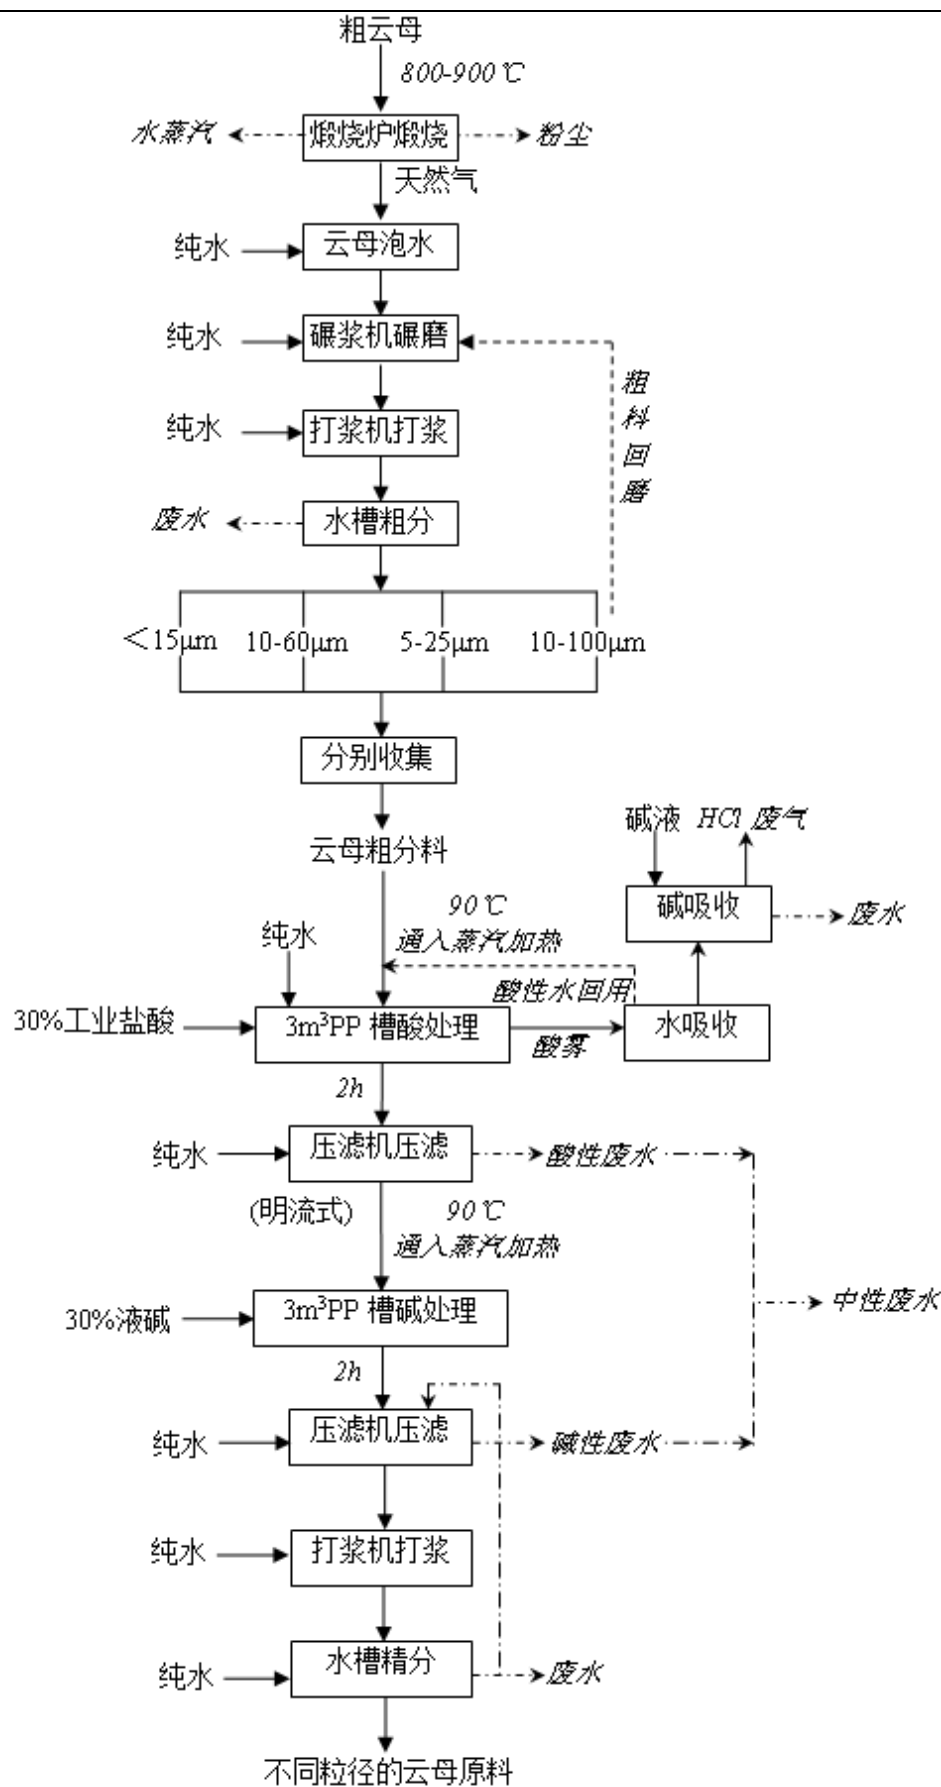 粗云母
800-900℃
水蒸汽
煅烧炉煅烧
粉尘
天然气
纯水
云母泡水
纯水
碾浆机碾磨
粗料回磨
纯水
打浆机打浆
废水
水槽粗分
<15μm
10-60μm
5-25μm
10-100μm
分别收集
云母粗分料
碱液
HCl 废气
碱吸收
废水
90℃
通入蒸汽加热
纯水
酸性水回用
30%工业盐酸
3m³PP 槽酸处理
酸雾
水吸收
2h
纯水
压滤机压滤
酸性废水
(明流式)
90℃
通入蒸汽加热
30%液碱
3m³PP 槽碱处理
中性废水
2h
纯水
压滤机压滤
碱性废水
纯水
打浆机打浆
纯水
水槽精分
废水
不同粒径的云母原料